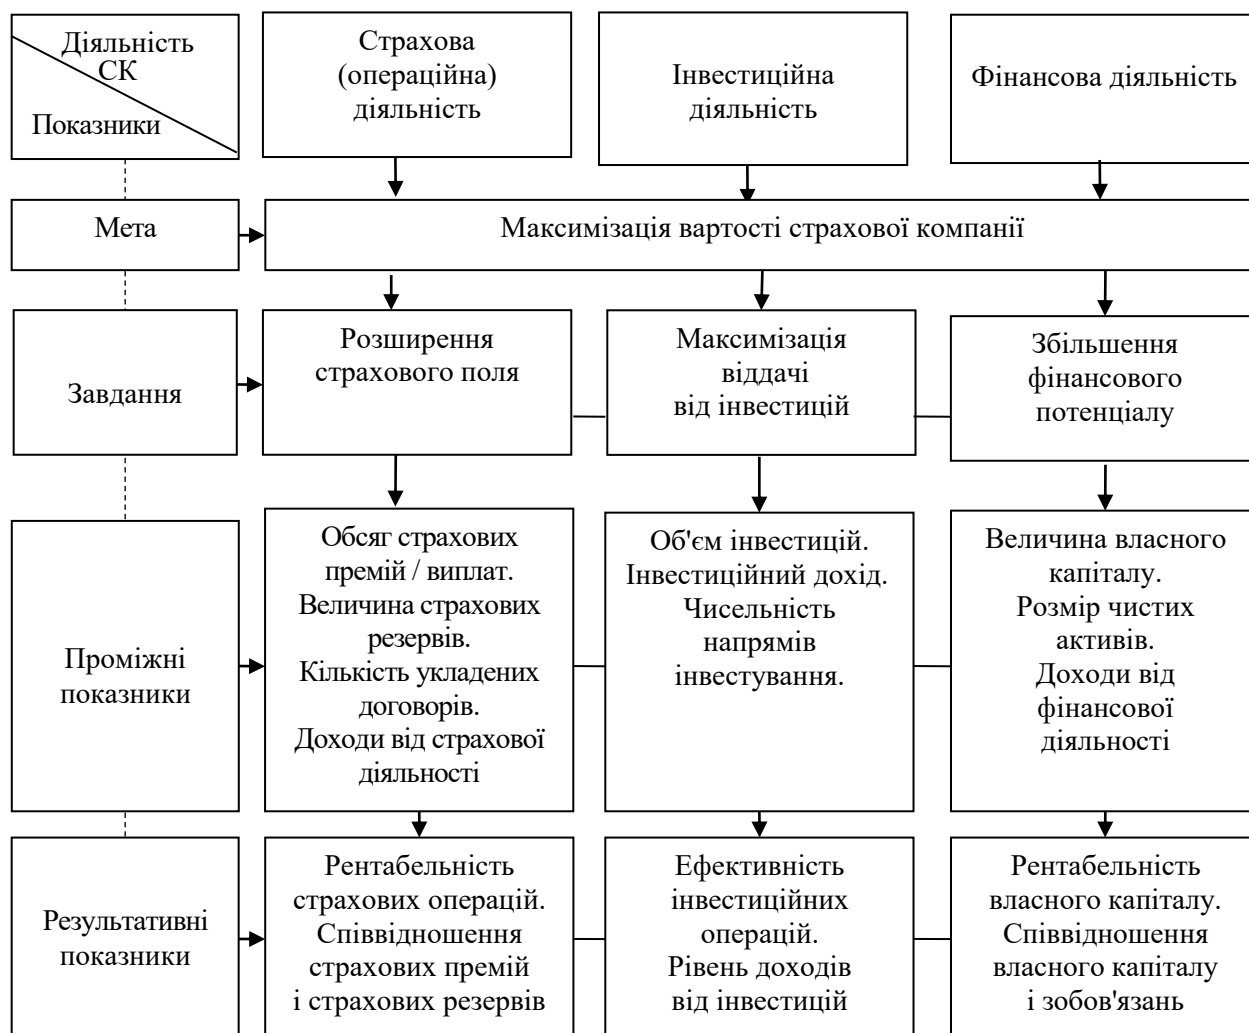 Діяльність
СК
Показники
Страхова
(операційна)
діяльність
Інвестиційна
діяльність
Фінансова діяльність
Мета
Максимізація вартості страхової компанії
Завдання
Розширення
страхового поля
Максимізація
віддачі
від інвестицій
Збільшення
фінансового
потенціалу
Проміжні
показники
Обсяг страхових
премій / виплат.
Величина страхових
резервів.
Кількість укладених
договорів.
Доходи від страхової
діяльності
Об'єм інвестицій.
Інвестиційний дохід.
Чисельність
напрямів
інвестування.
Величина власного
капіталу.
Розмір чистих
активів.
Доходи від
фінансової
діяльності
Результативні
показники
Рентабельність
страхових операцій.
Співвідношення
страхових премій
і страхових резервів
Ефективність
інвестиційних
операцій.
Рівень доходів
від інвестицій
Рентабельність
власного капіталу.
Співвідношення
власного капіталу
і зобов'язань